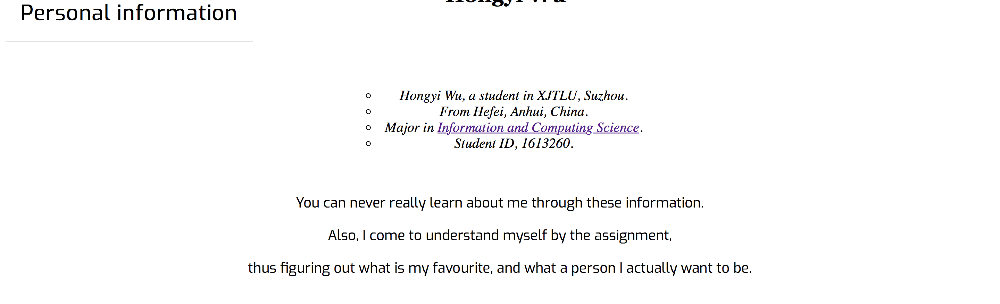 Personal information
Hongyi Wu
Hongyi Wu, a student in XJTLU, Suzhou.
From Hefei, Anhui, China.
Major in Information and Computing Science.
Student ID, 1613260.
You can never really learn about me through these information.
Also, I come to understand myself by the assignment,
thus figuring out what is my favourite, and what a person I actually want to be.